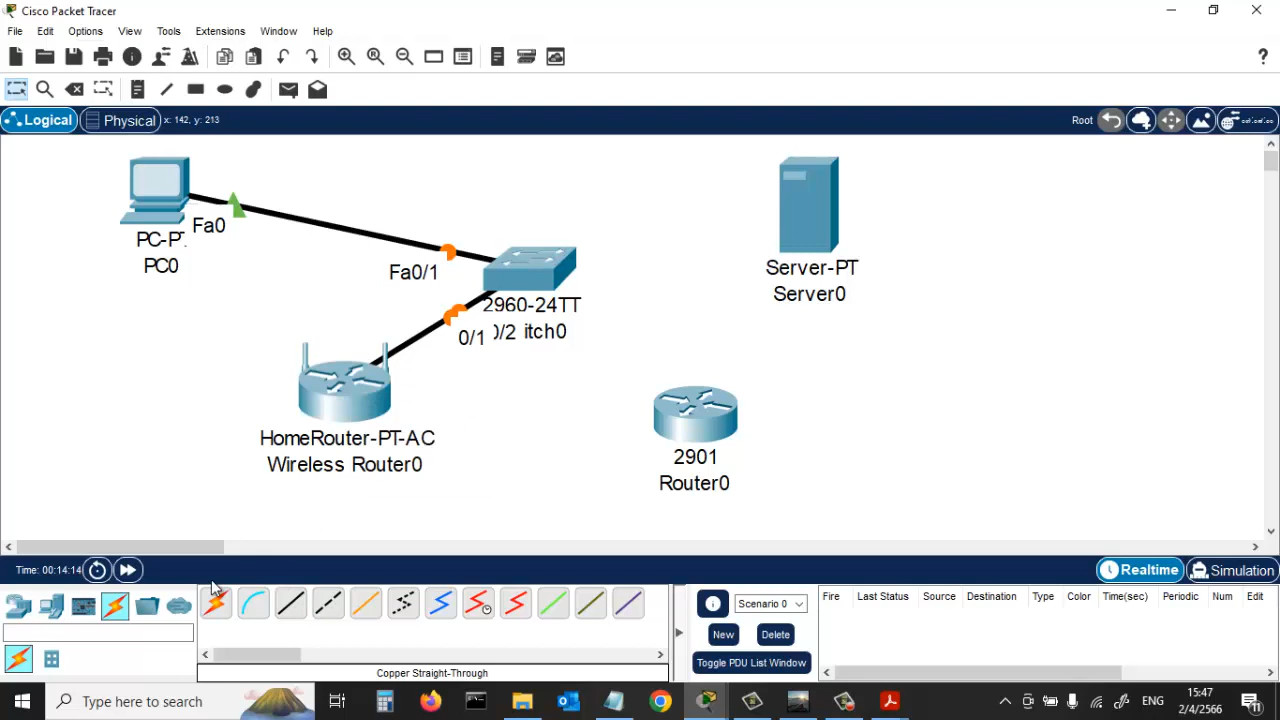 Cisco Packet Tracer
File Edit Options View Tools Extensions Window Help
?
Logical Physical x: 142, y: 213 Root
Fa0
PC-PT
PC0
Fa0/1
2960-24TT
0/1 0/2 itch0
HomeRouter-PT-AC
Wireless Router0
Server-PT
Server0
2901
Router0
Time: 00:14:14 Realtime Simulation
Scenario 0
New Delete
Toggle PDU List Window
Fire Last Status Source Destination Type Color Time(sec) Periodic Num Edit
Copper Straight-Through
Type here to search
ENG
15:47
2/4/2566
11